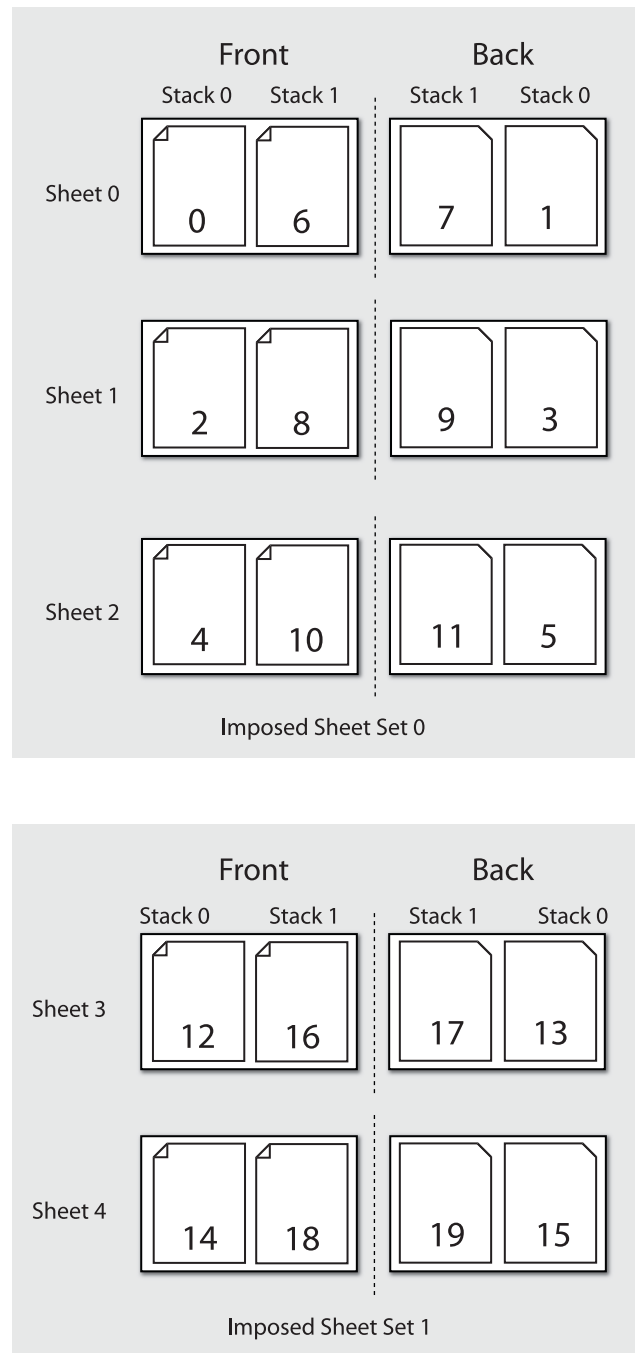 Front Back
Stack 0 Stack 1 Stack 1 Stack 0
Sheet 0
0 6 7 1
Sheet 1
2 8 9 3
Sheet 2
4 10 11 5
Imposed Sheet Set 0
Front Back
Stack 0 Stack 1 Stack 1 Stack 0
Sheet 3
12 16 17 13
Sheet 4
14 18 19 15
Imposed Sheet Set 1